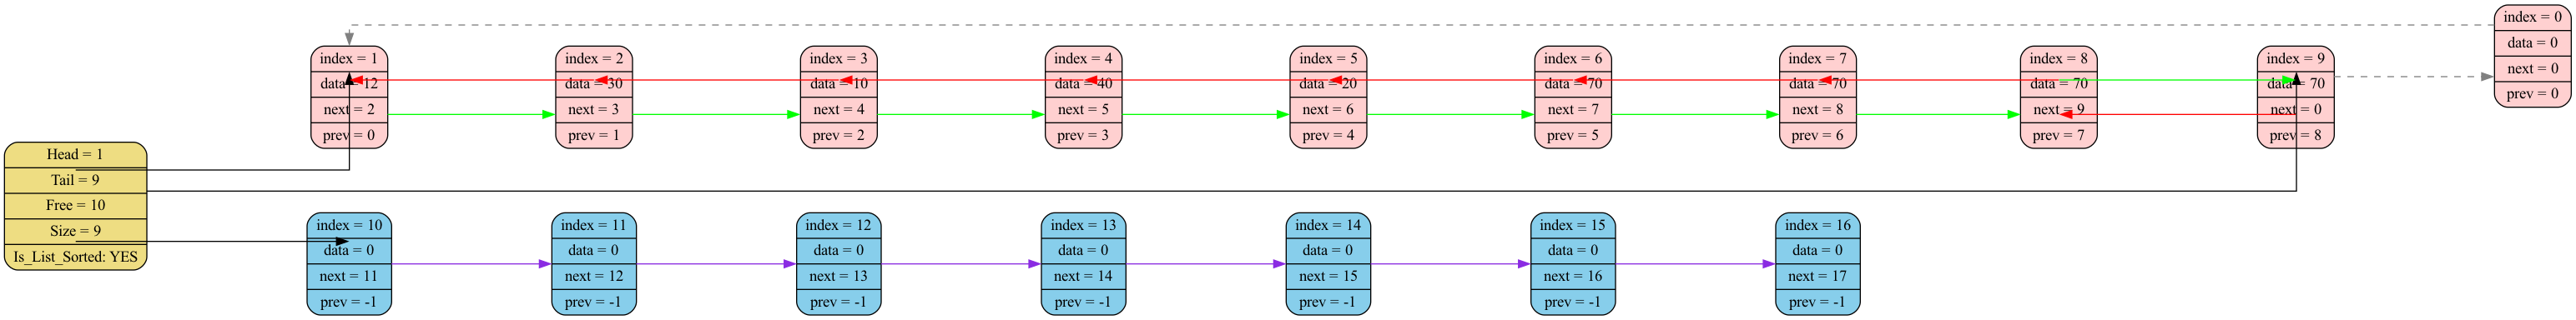 index = 0
data = 0
next = 0
prev = 0
index = 1
data = 12
next = 2
prev = 0
index = 2
data = 30
next = 3
prev = 1
index = 3
data = 10
next = 4
prev = 2
index = 4
data = 40
next = 5
prev = 3
index = 5
data = 20
next = 6
prev = 4
index = 6
data = 70
next = 7
prev = 5
index = 7
data = 70
next = 8
prev = 6
index = 8
data = 70
next = 9
prev = 7
index = 9
data = 70
next = 0
prev = 8
Head = 1
Tail = 9
Free = 10
Size = 9
Is_List_Sorted: YES
index = 10
data = 0
next = 11
prev = -1
index = 11
data = 0
next = 12
prev = -1
index = 12
data = 0
next = 13
prev = -1
index = 13
data = 0
next = 14
prev = -1
index = 14
data = 0
next = 15
prev = -1
index = 15
data = 0
next = 16
prev = -1
index = 16
data = 0
next = 17
prev = -1